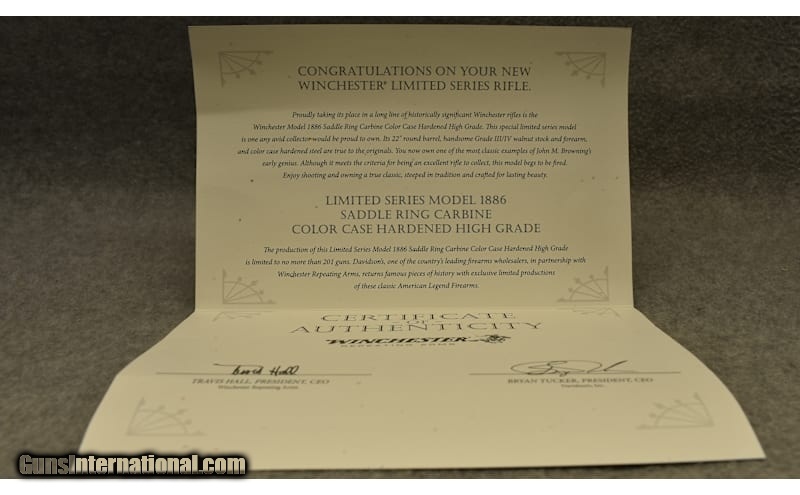 CONGRATULATIONS ON YOUR NEW
WINCHESTER® LIMITED SERIES RIFLE.
Proudly taking its place in a long line of historically significant Winchester rifles is the
Winchester Model 1886 Saddle Ring Carbine Color Case Hardened High Grade. This special limited series model
is one any avid collector would be proud to own. Its 22" round barrel, handsome Grade III/IV walnut stock and forearm,
and color case hardened steel are true to the originals. You now own one of the most classic examples of John M. Browning's
early genius. Although it meets the criteria for being an excellent rifle to collect, this model begs to be fired.
Enjoy shooting and owning a true classic, steeped in tradition and crafted for lasting beauty.
LIMITED SERIES MODEL 1886
SADDLE RING CARBINE
COLOR CASE HARDENED HIGH GRADE
The production of this Limited Series Model 1886 Saddle Ring Carbine Color Case Hardened High Grade
is limited to no more than 201 guns. Davidson's, one of the country's leading firearms wholesalers, in partnership with
Winchester Repeating Arms, returns famous pieces of history with exclusive limited productions
of these classic American Legend Firearms.
CERTIFICATE
OF
AUTHENTICITY
WINCHESTER
REPEATING ARMS
TRAVIS HALL, PRESIDENT, CEO
Winchester Repeating Arms
BRYAN TUCKER, PRESIDENT, CEO
Davidson's, Inc.
GunsInternational.com